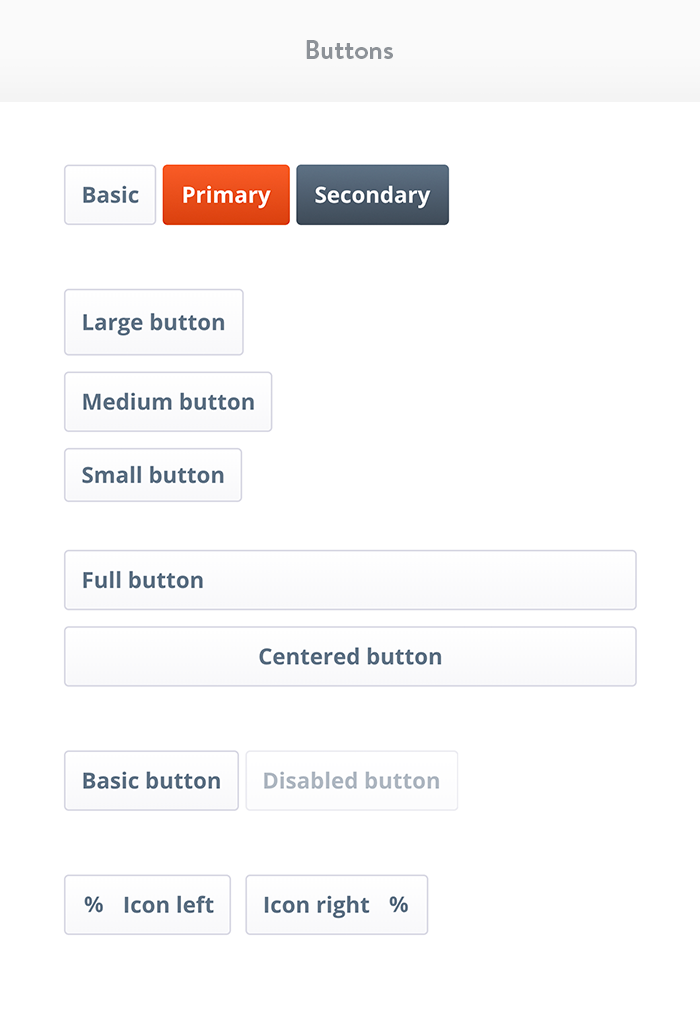 Buttons
Basic Primary Secondary
Large button
Medium button
Small button
Full button
Centered button
Basic button Disabled button
% Icon left Icon right %